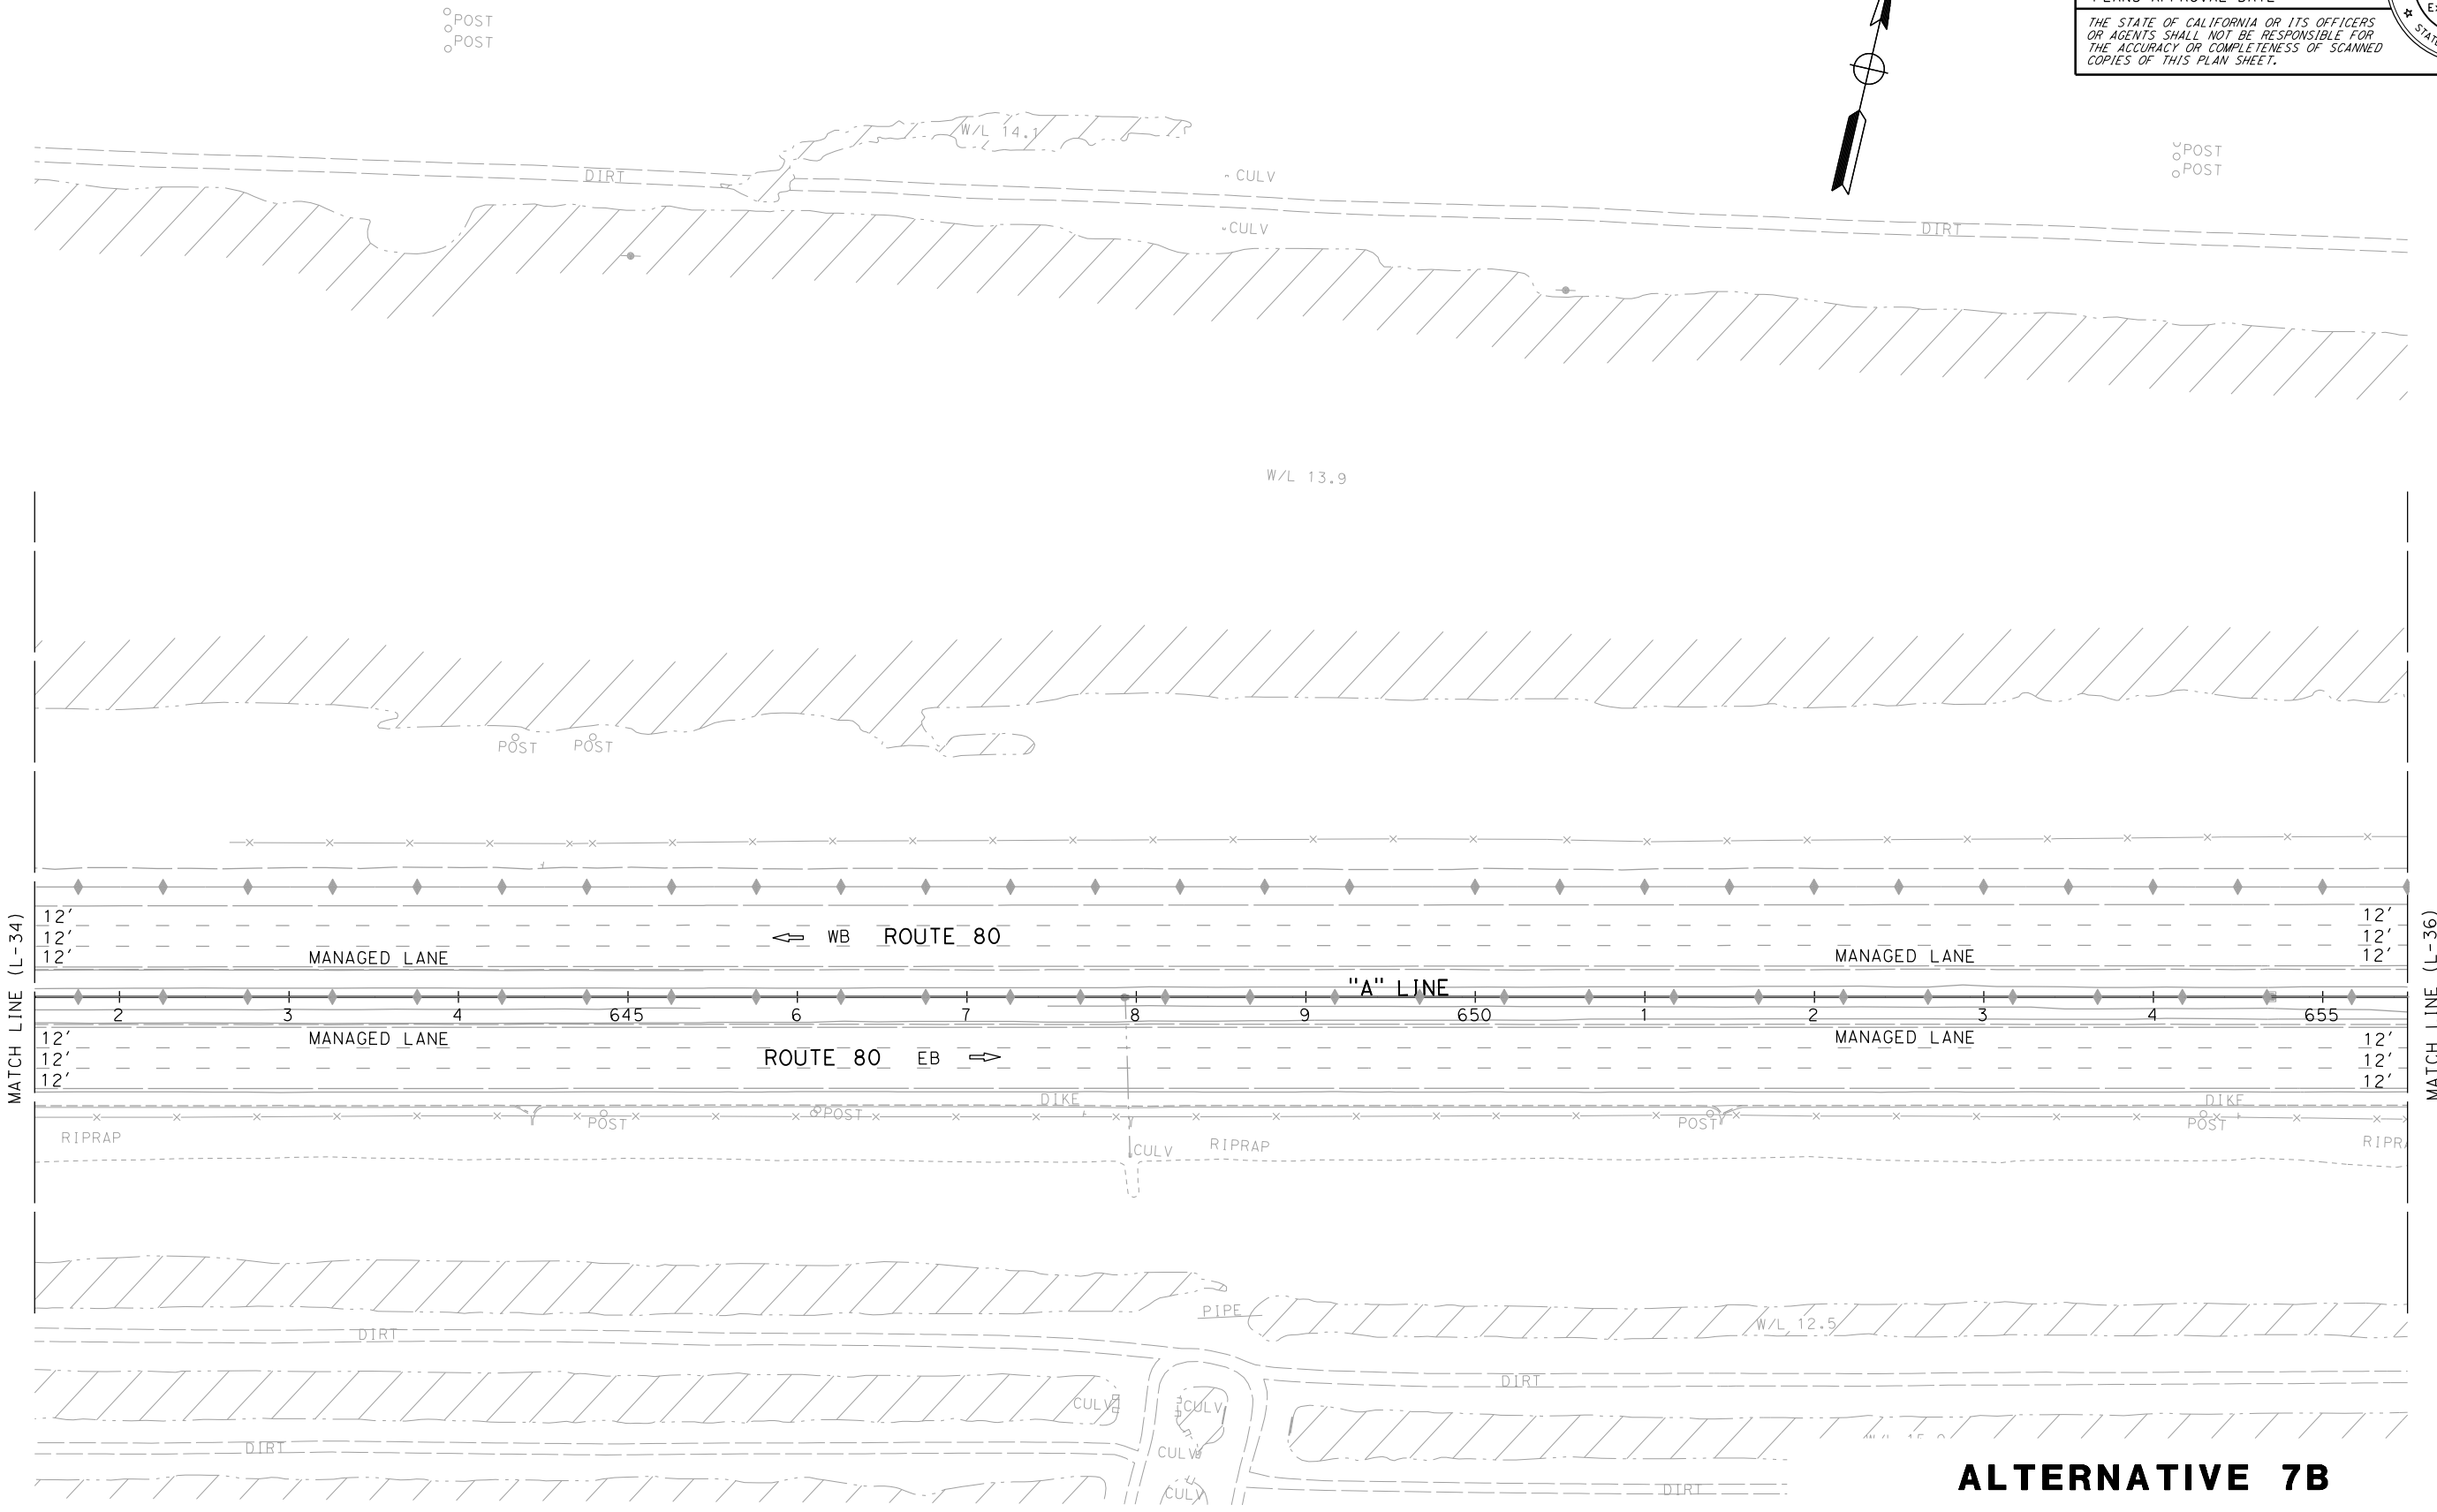 POST
POST
THE STATE OF CALIFORNIA OR ITS OFFICERS
OR AGENTS SHALL NOT BE RESPONSIBLE FOR
THE ACCURACY OR COMPLETENESS OF SCANNED
COPIES OF THIS PLAN SHEET.
W/L 14.1
POST
POST
DIRT
CULV
CULV
DIRT
W/L 13.9
POST POST
MATCH LINE (L-34)
MATCH LINE (L-36)
12' 12'
12' WB ROUTE 80 12'
12' MANAGED LANE MANAGED LANE 12'
"A" LINE
2 3 4 645 6 7 8 9 650 1 2 3 4 655
12' MANAGED LANE MANAGED LANE 12'
12' ROUTE 80 EB 12'
12' 12'
DIKE DIKE
POST POST POST POST
RIPRAP CULV RIPRAP
PIPE
W/L 12.5
DIRT
DIRT
CULV CULV
DIRT CULV
DIRT
CULV
ALTERNATIVE 7B